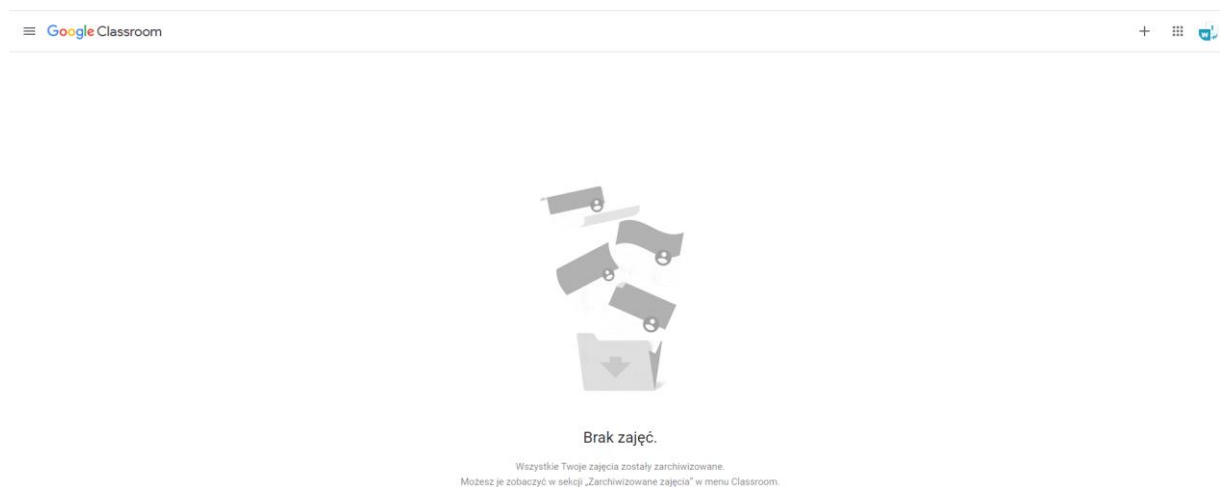 Google Classroom
Brak zajęć.
Wszystkie Twoje zajęcia zostały zarchiwizowane.
Możesz je zobaczyć w sekcji „Zarchiwizowane zajęcia” w menu Classroom.